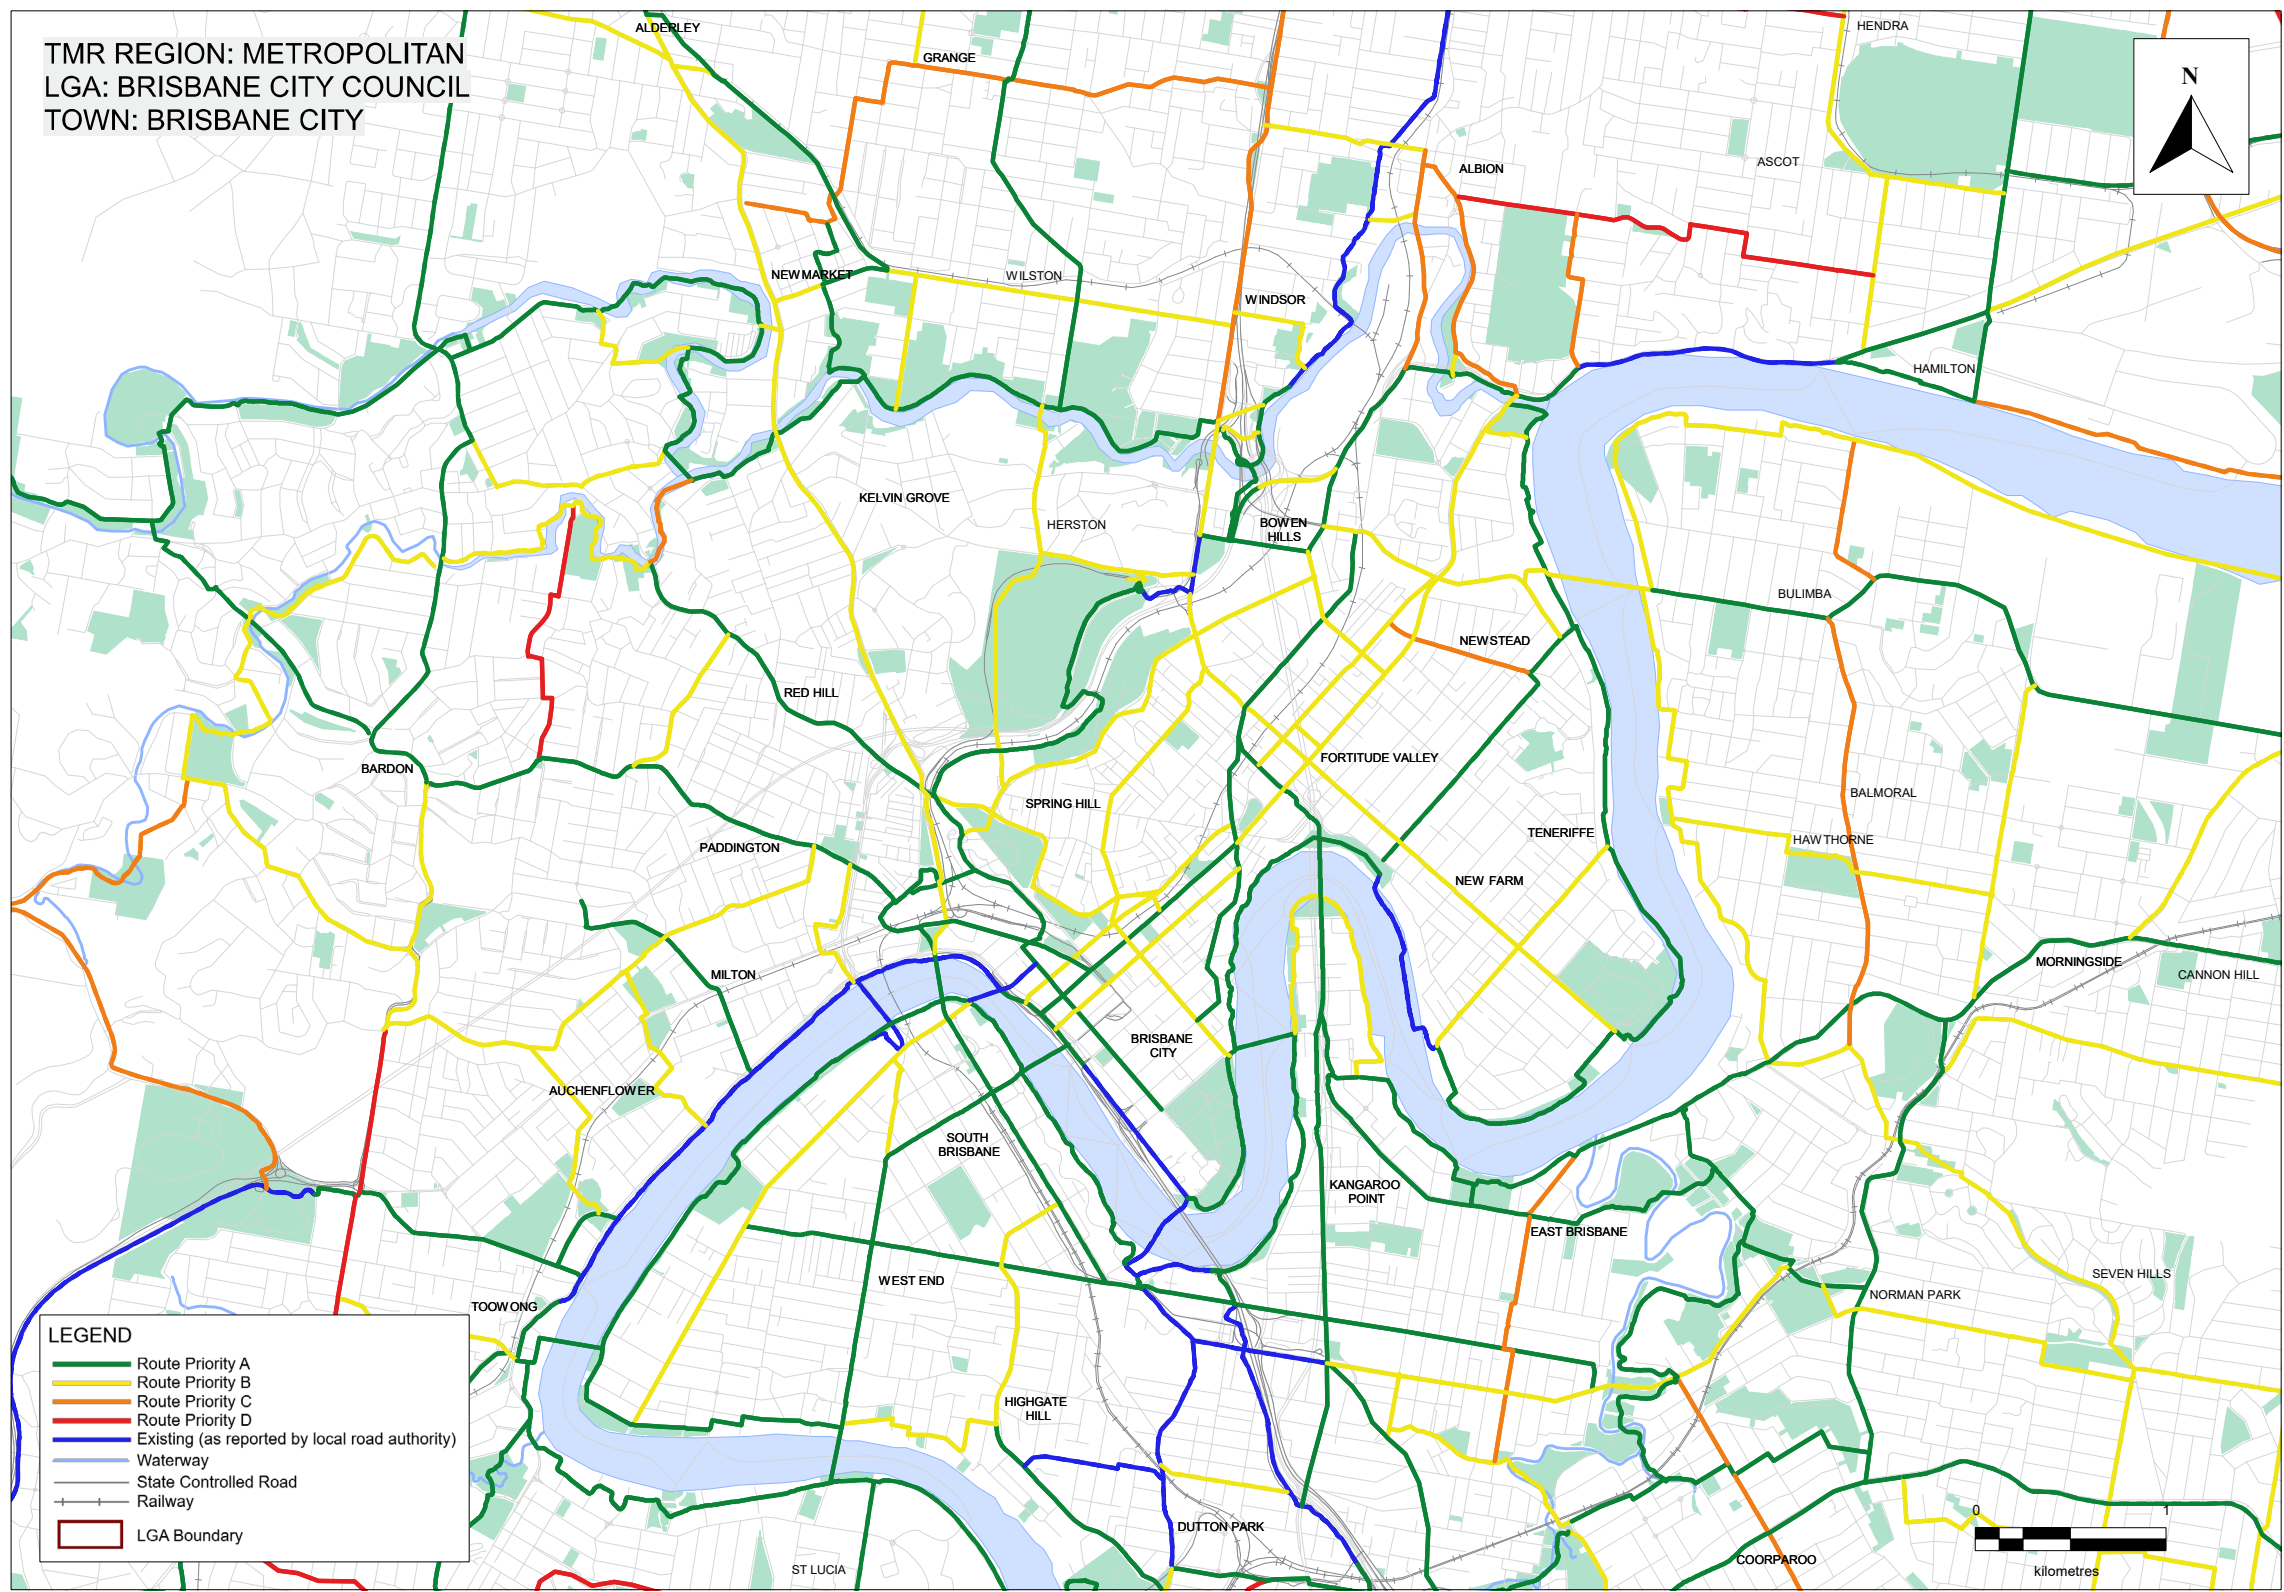 TMR REGION: METROPOLITAN
LGA: BRISBANE CITY COUNCIL
TOWN: BRISBANE CITY
ALDERLEY
GRANGE
HENDRA
N
ASCOT
ALBION
NEWMARKET
WILSTON
WINDSOR
HAMILTON
KELVIN GROVE
HERSTON
BOWEN
HILLS
BULIMBA
NEWSTEAD
RED HILL
FORTITUDE VALLEY
BARDON
SPRING HILL
BALMORAL
TENERIFFE
HAWTHORNE
PADDINGTON
NEW FARM
MORNINGSIDE
CANNON HILL
MILTON
BRISBANE
CITY
AUCHENFLOWER
SOUTH
BRISBANE
KANGAROO
POINT
EAST BRISBANE
WEST END
SEVEN HILLS
NORMAN PARK
TOOWONG
HIGHGATE
HILL
DUTTON PARK
COORPAROO
ST LUCIA
LEGEND
Route Priority A
Route Priority B
Route Priority C
Route Priority D
Existing (as reported by local road authority)
Waterway
State Controlled Road
Railway
LGA Boundary
0 1
kilometres